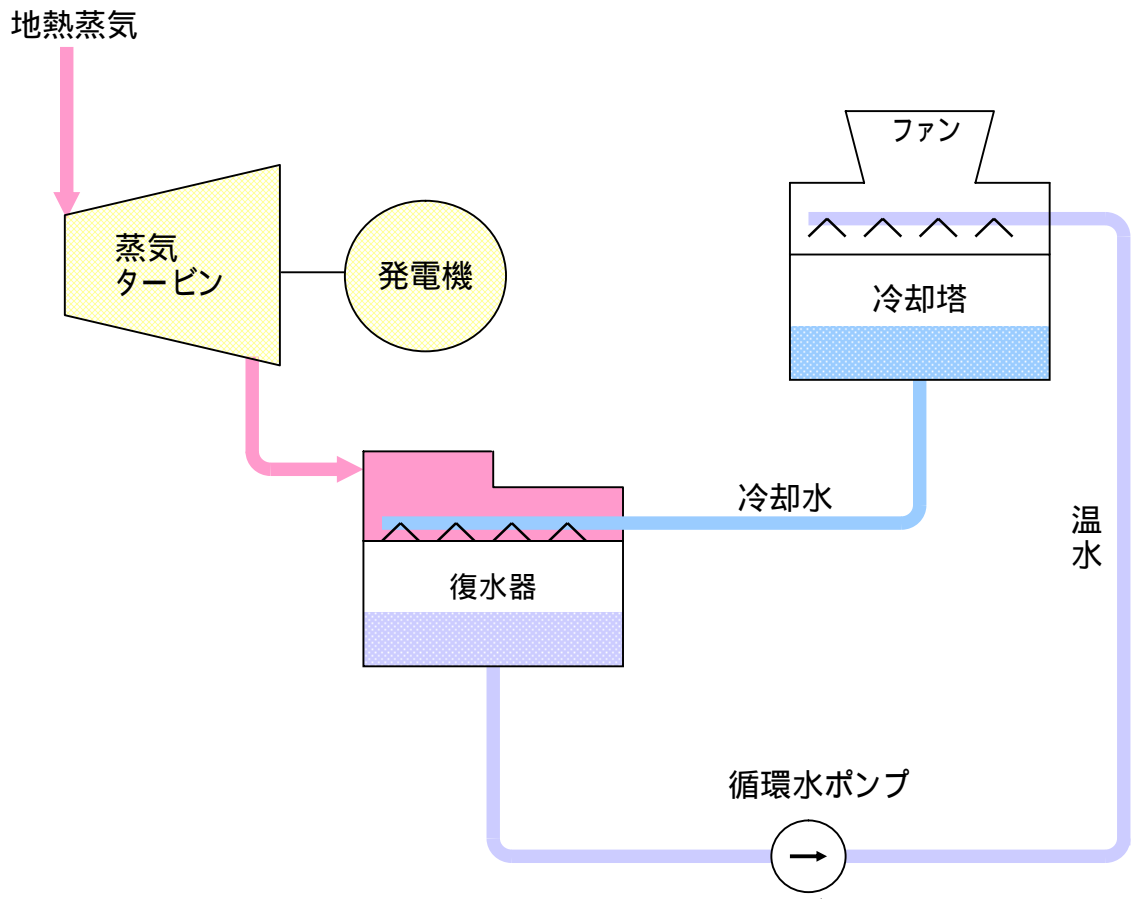 地熱蒸気
ファン
蒸気
タービン
発電機
冷却塔
冷却水
温
水
復水器
循環水ポンプ